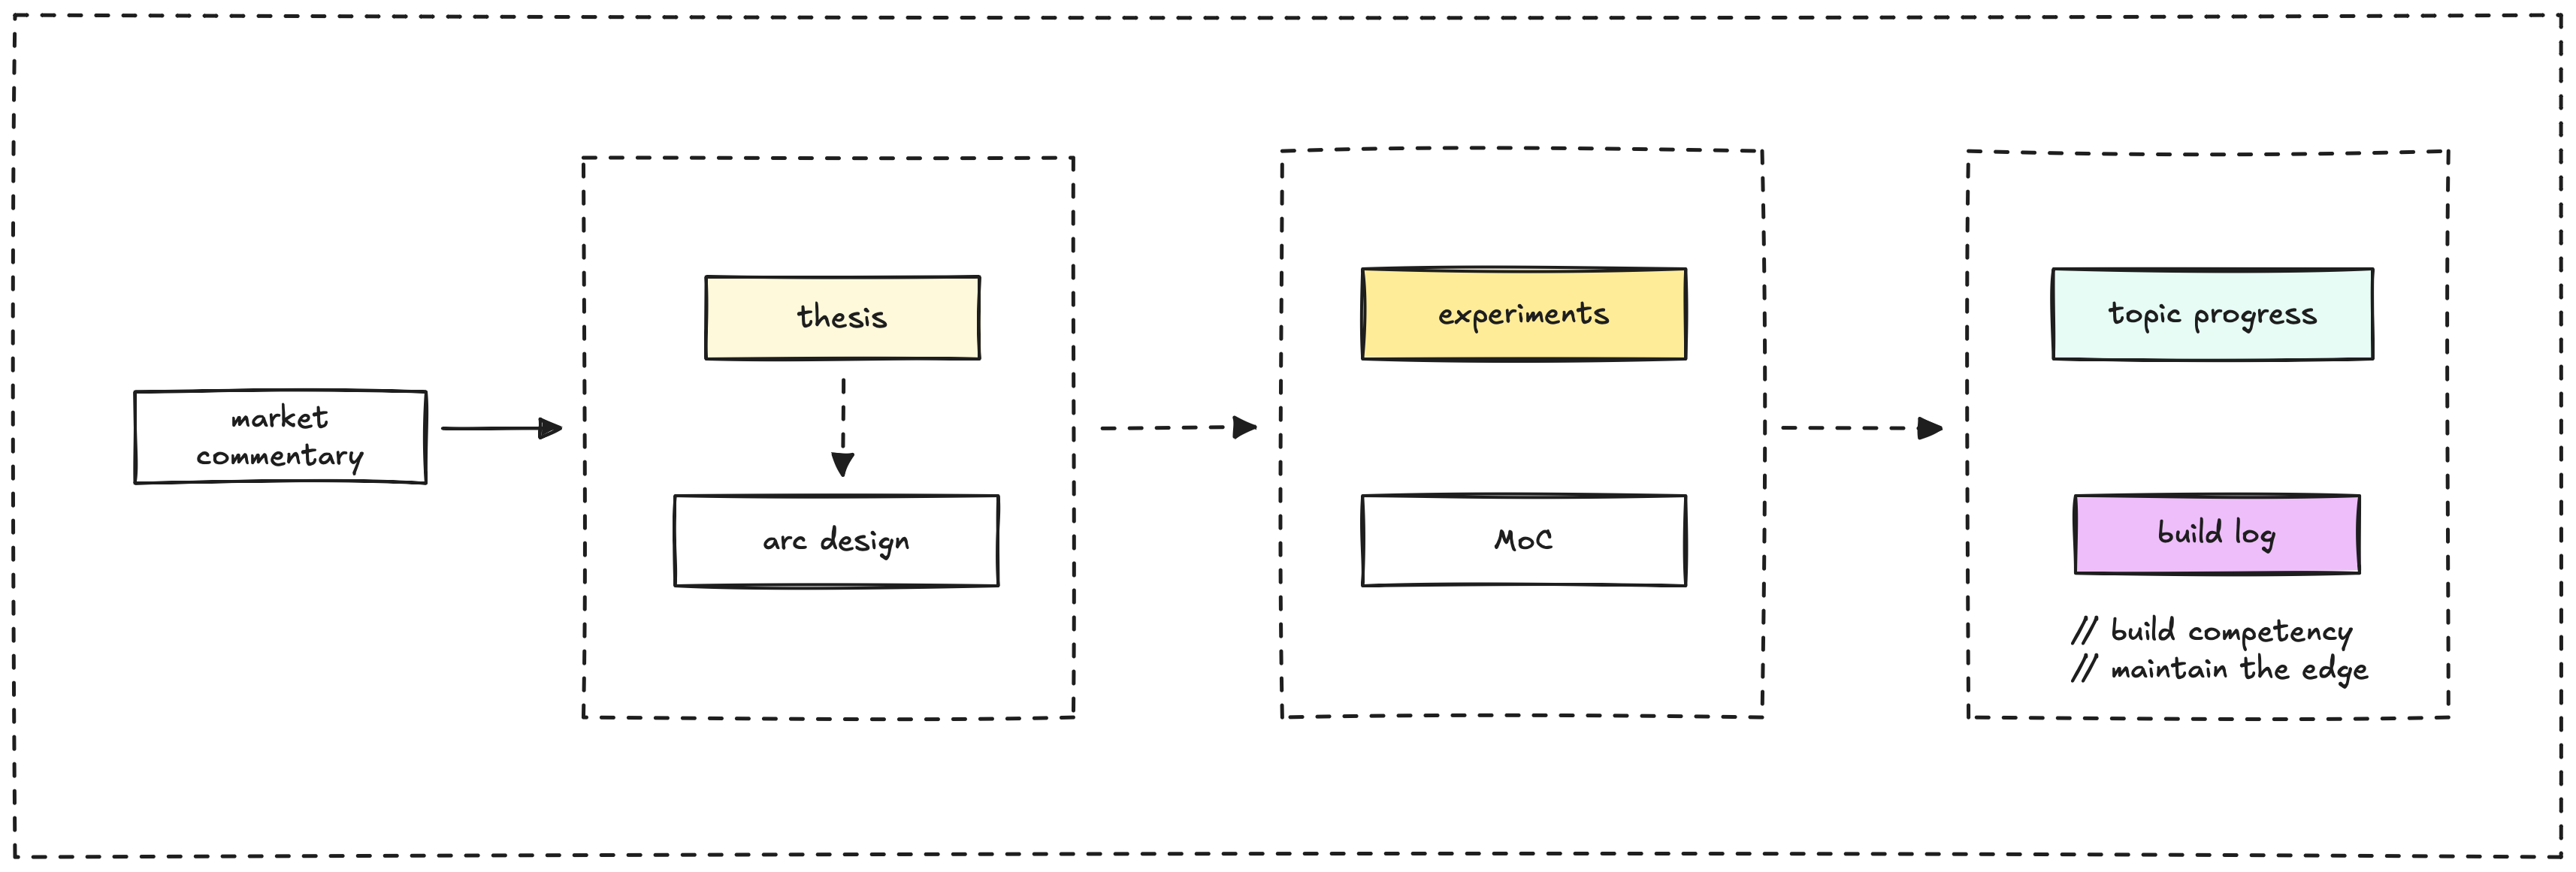 market
commentary
thesis
arc design
experiments
MoC
topic progress
build log
// build competency
// maintain the edge